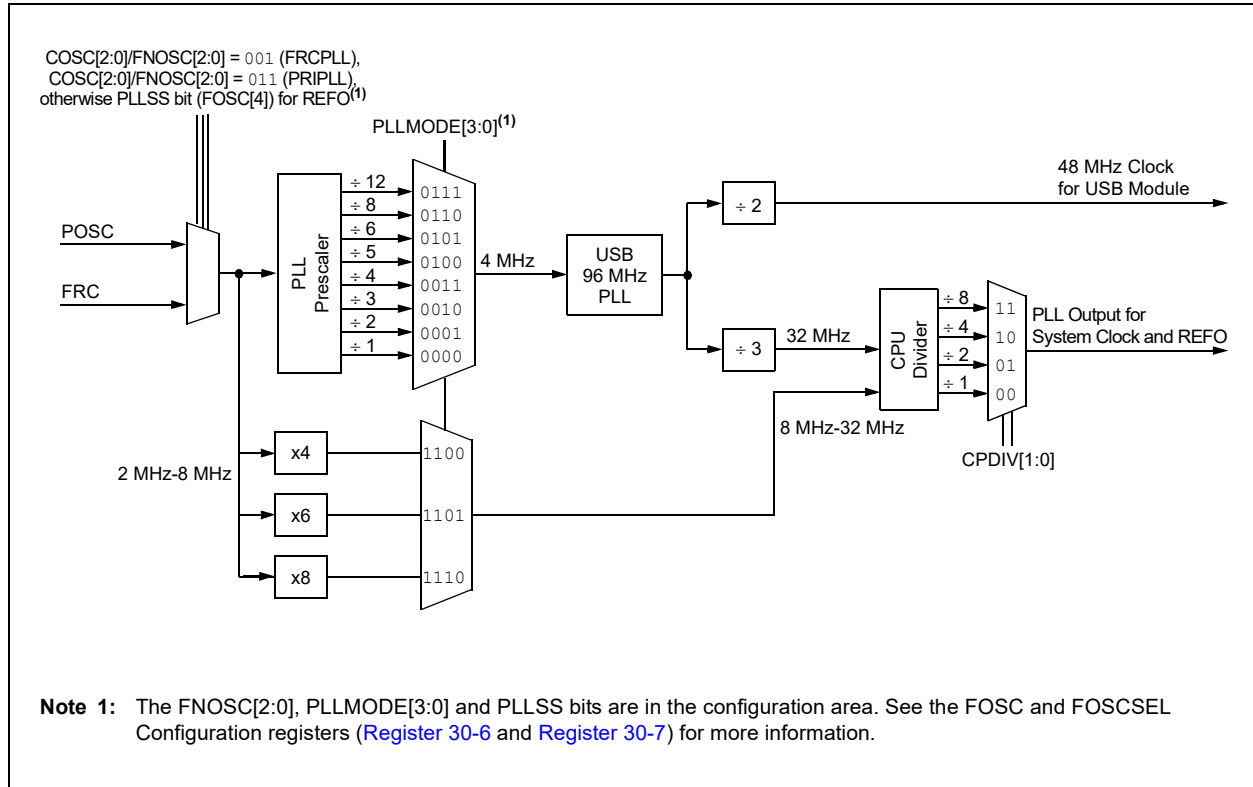 COSC[2:0]/FNOSC[2:0] = 001 (FRCPLL),
COSC[2:0]/FNOSC[2:0] = 011 (PRIPLL),
otherwise PLLSS bit (FOSC[4]) for REFO(1)
PLLMODE[3:0](1)
POSC
FRC
PLL
Prescaler
÷ 12
÷ 8
÷ 6
÷ 5
÷ 4
÷ 3
÷ 2
÷ 1
0111
0110
0101
0100
0011
0010
0001
0000
4 MHz
USB
96 MHz
PLL
÷ 2
48 MHz Clock
for USB Module
÷ 3
32 MHz
CPU
Divider
÷ 8
÷ 4
÷ 2
÷ 1
11
10
01
00
PLL Output for
System Clock and REFO
CPDIV[1:0]
8 MHz-32 MHz
2 MHz-8 MHz
x4
x6
x8
1100
1101
1110
Note 1: The FNOSC[2:0], PLLMODE[3:0] and PLLSS bits are in the configuration area. See the FOSC and FOSCSEL
Configuration registers (Register 30-6 and Register 30-7) for more information.